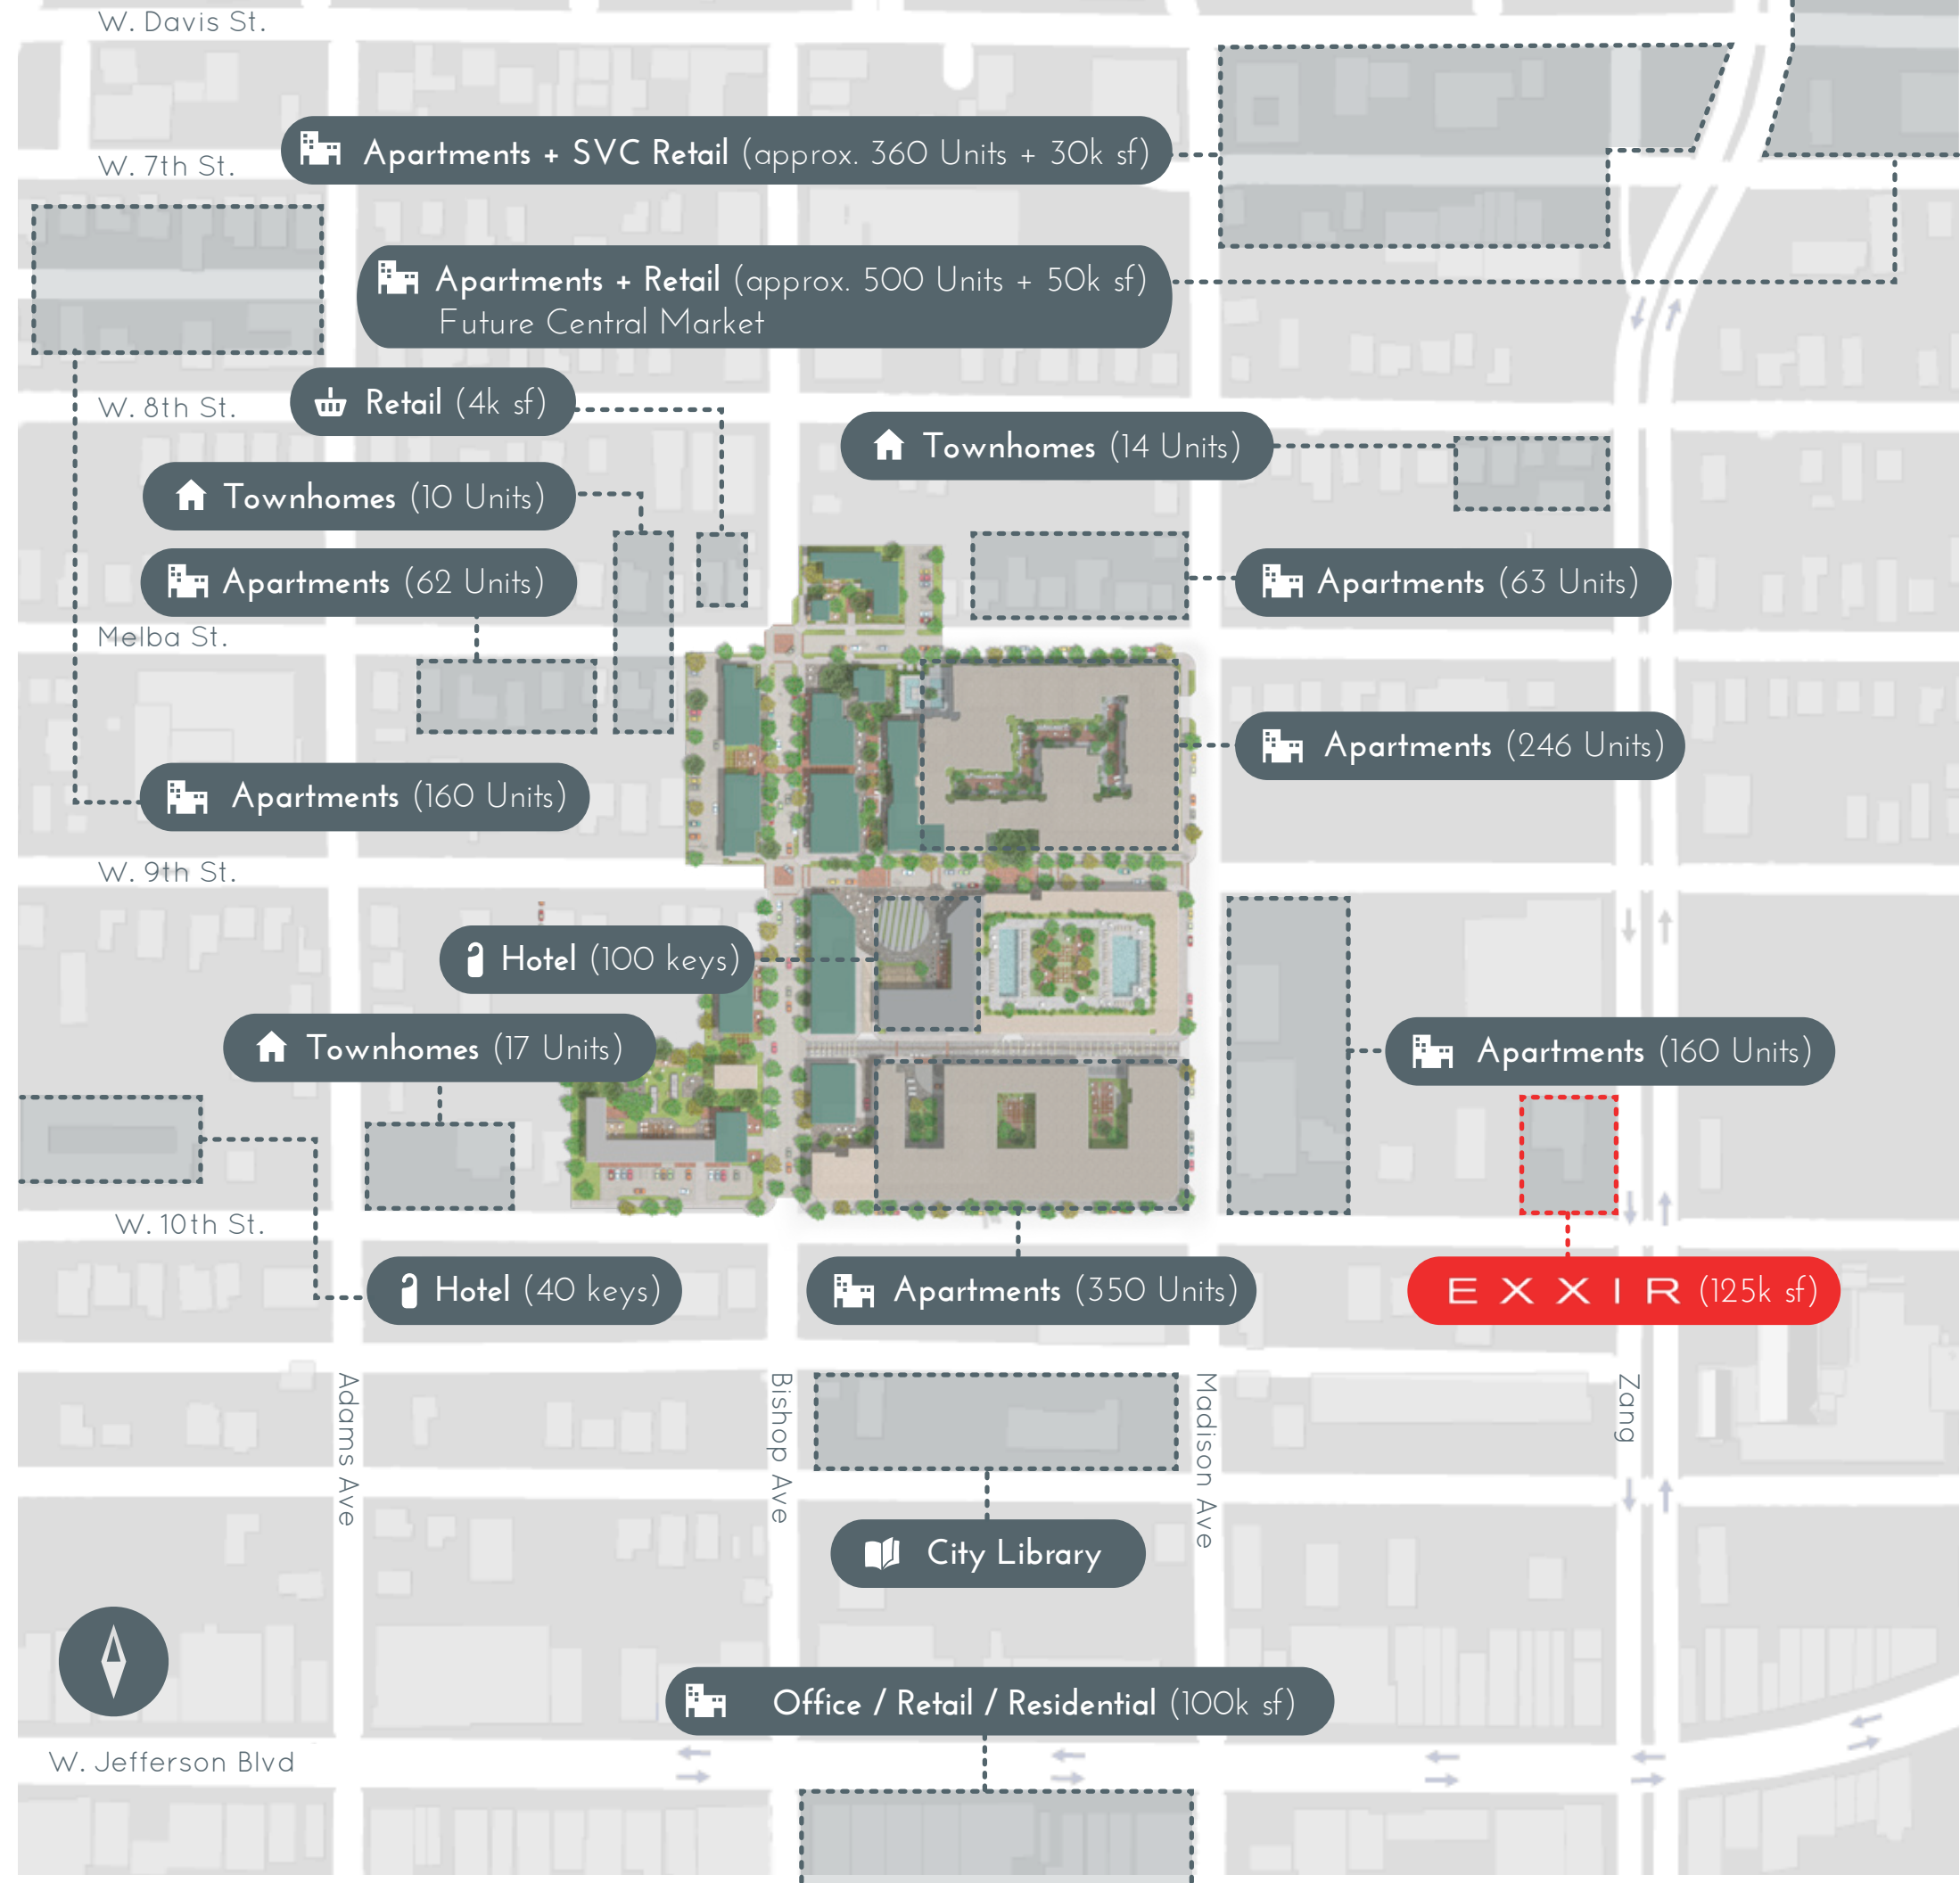 W. Davis St.
Apartments + SVC Retail (approx. 360 Units + 30k sf)
W. 7th St.
Apartments + Retail (approx. 500 Units + 50k sf)
Future Central Market
Retail (4k sf)
W. 8th St.
Townhomes (14 Units)
Townhomes (10 Units)
Apartments (62 Units)
Apartments (63 Units)
Melba St.
Apartments (246 Units)
Apartments (160 Units)
W. 9th St.
Hotel (100 keys)
Townhomes (17 Units)
Apartments (160 Units)
W. 10th St.
Hotel (40 keys)
Apartments (350 Units)
EXXIR (125k sf)
Adams Ave
Bishop Ave
Madison Ave
Zang
City Library
Office / Retail / Residential (100k sf)
W. Jefferson Blvd